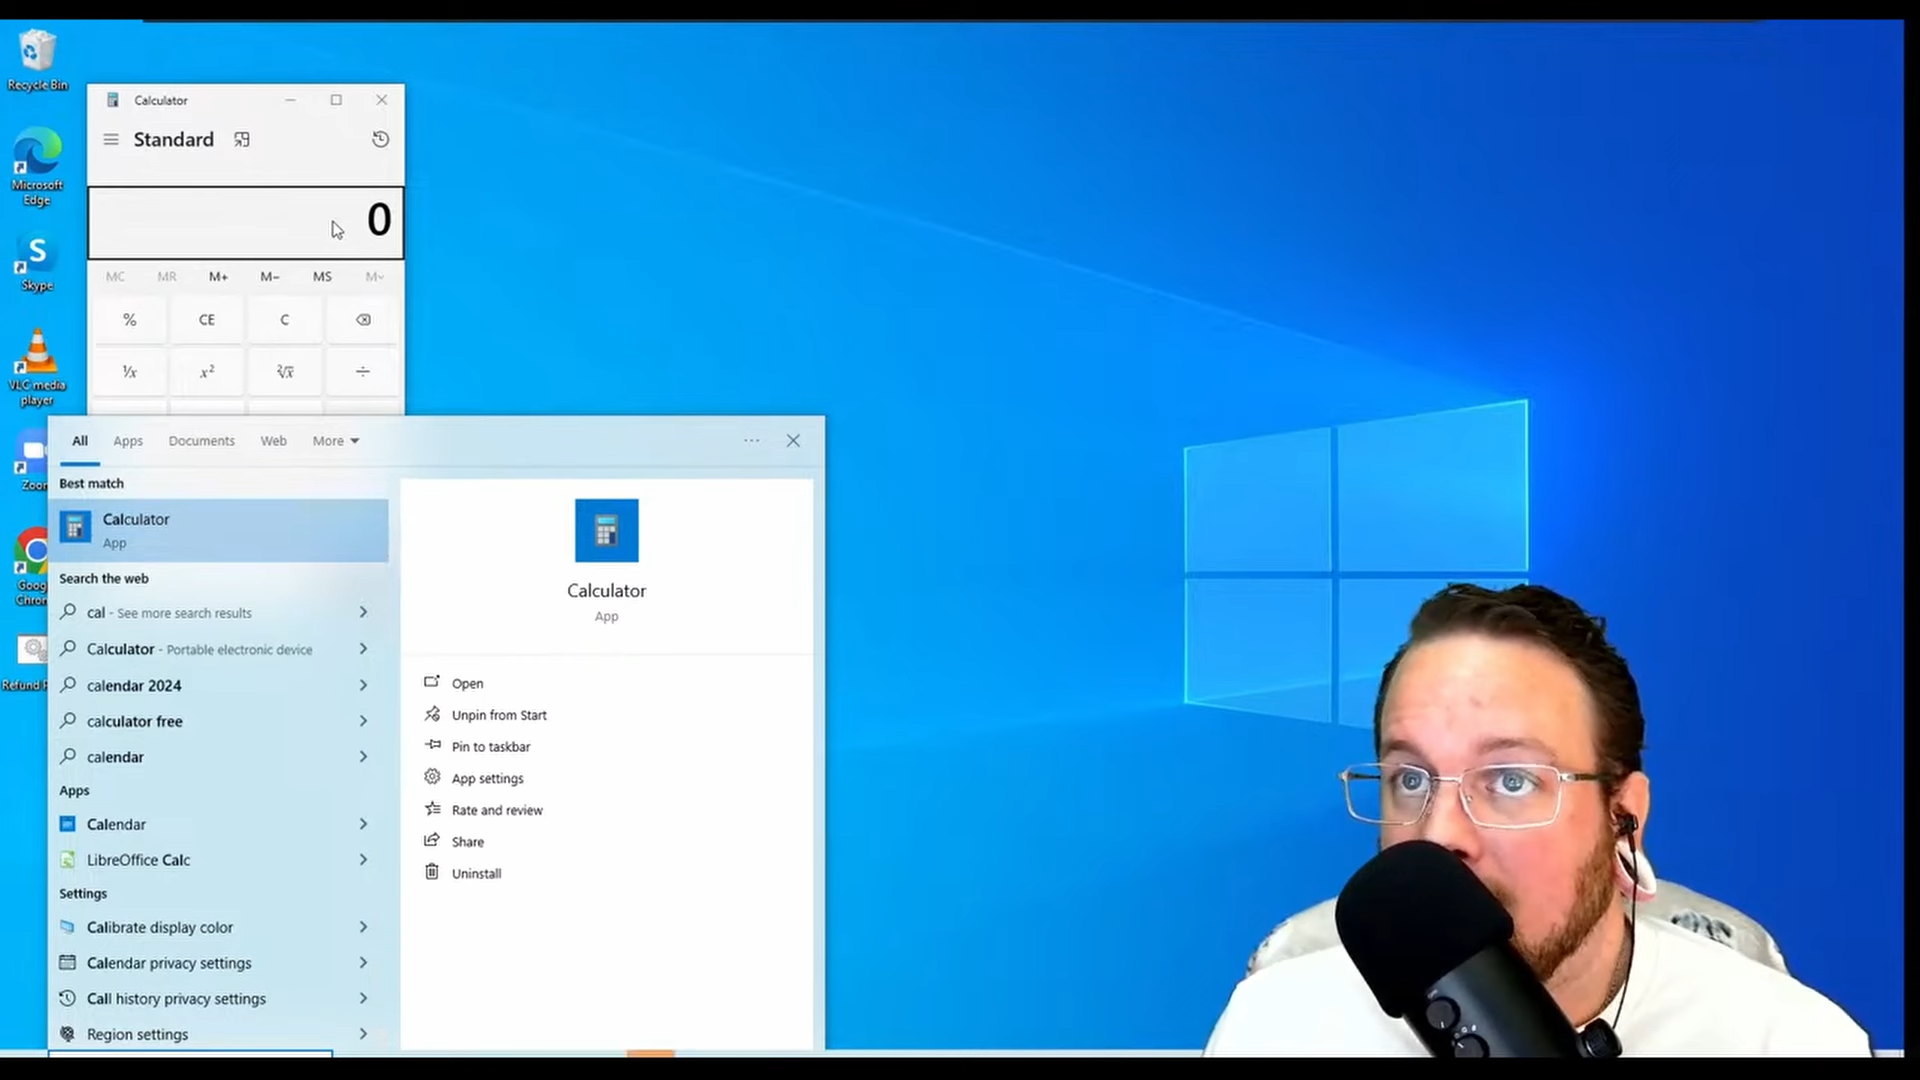 Recycle Bin
Calculator
Standard
Microsoft
Edge
0
MC MR M+ M- MS M
Skype
% CE C
¹/x x² ²√x ÷
VLC media
player
All Apps Documents Web More
Best match
Calculator
App
Search the web
cal - See more search results
Calculator - Portable electronic device
calendar 2024
calculator free
calendar
Apps
Calendar
LibreOffice Calc
Settings
Calibrate display color
Calendar privacy settings
Call history privacy settings
Region settings
Calculator
App
Open
Unpin from Start
Pin to taskbar
App settings
Rate and review
Share
Uninstall
S
Zoo
Goog
Chro
Refund